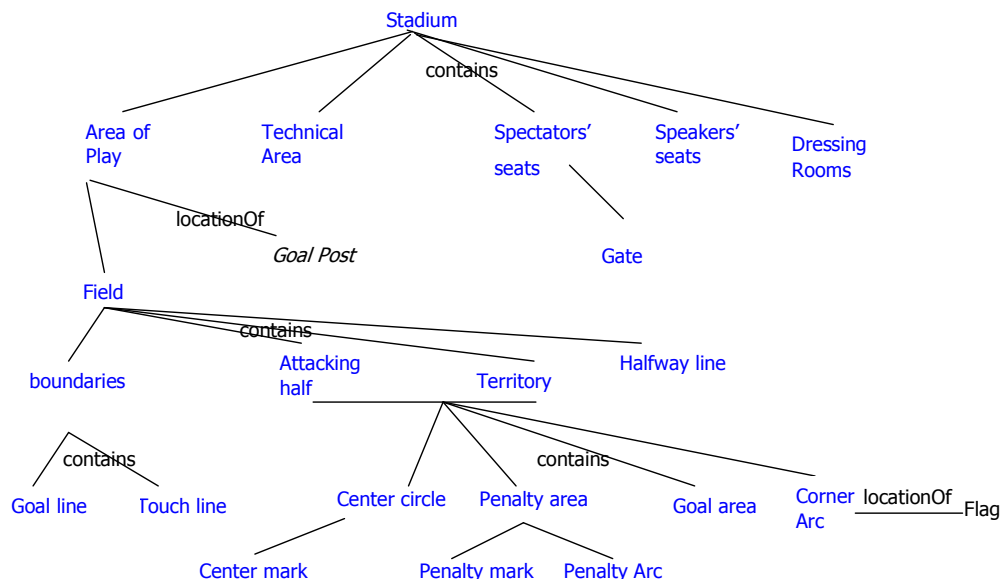 Stadium
contains
Area of
Play
Technical
Area
Spectators’
seats
Speakers’
seats
Dressing
Rooms
locationOf
Goal Post
Gate
Field
contains
boundaries
Attacking
half
Territory
Halfway line
contains
Goal line
Touch line
contains
Center circle
Penalty area
Goal area
Corner
Arc
locationOf
Flag
Center mark
Penalty mark
Penalty Arc